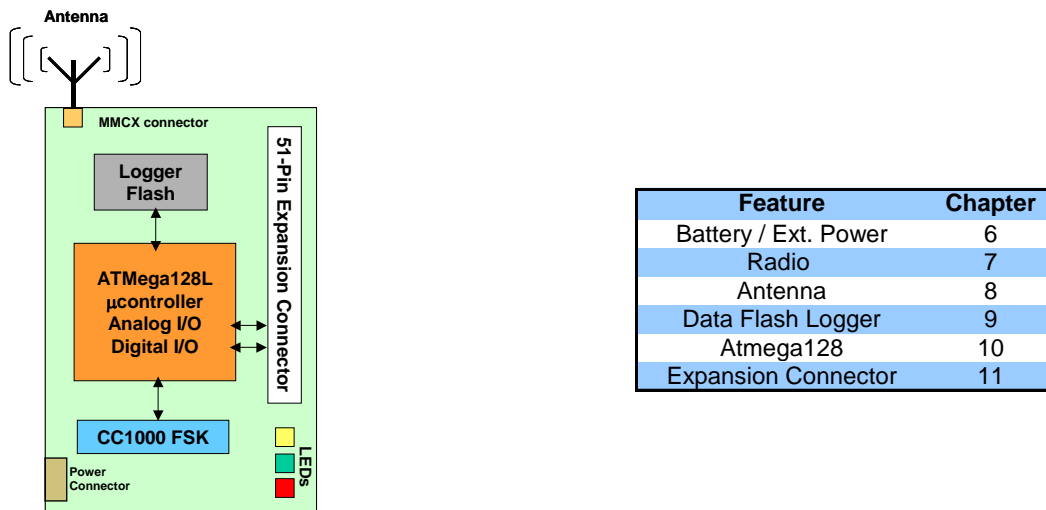 Antenna
MMCX connector
Logger
Flash
51-Pin Expansion Connector
ATMega128L
μcontroller
Analog I/O
Digital I/O
CC1000 FSK
LEDs
Power
Connector
Feature Chapter
Battery / Ext. Power 6
Radio 7
Antenna 8
Data Flash Logger 9
Atmega128 10
Expansion Connector 11